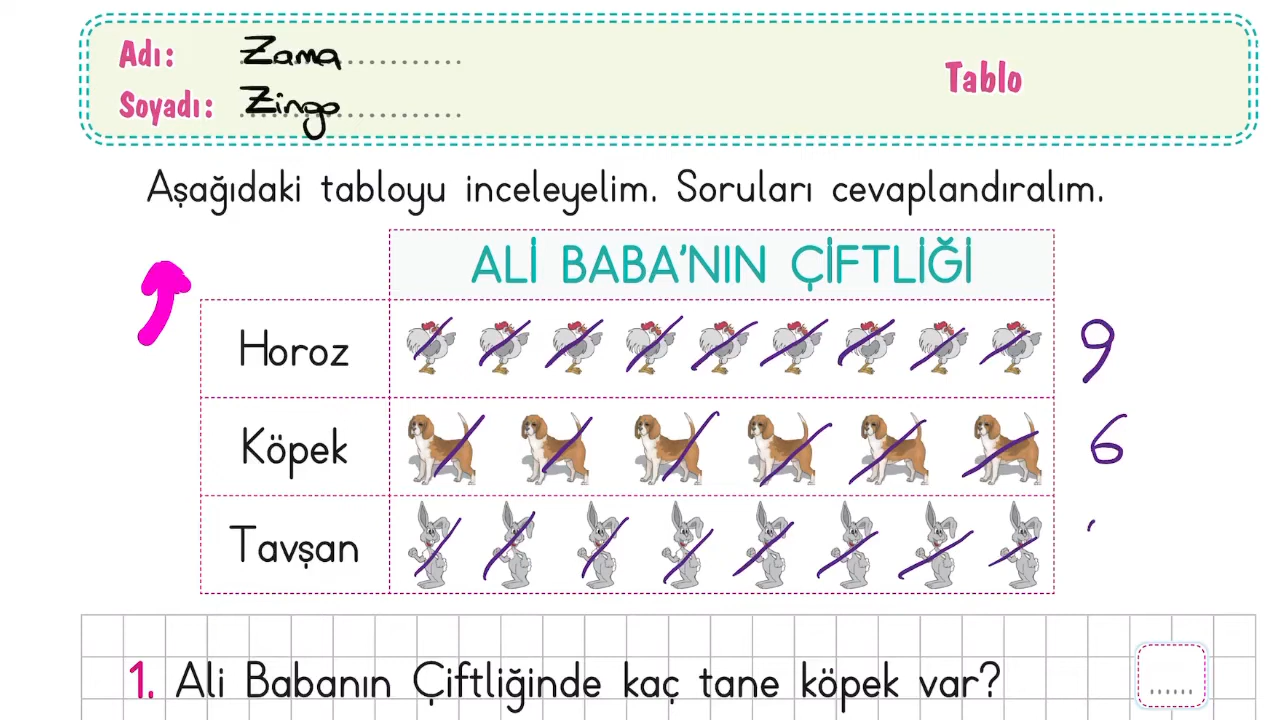 Adı: Zama
Tablo
Soyadı: Zingo
Aşağıdaki tabloyu inceleyelim. Soruları cevaplandıralım.
ALİ BABA'NIN ÇİFTLİĞİ
Horoz 9
Köpek 6
Tavşan
1. Ali Babanın Çiftliğinde kaç tane köpek var? ......